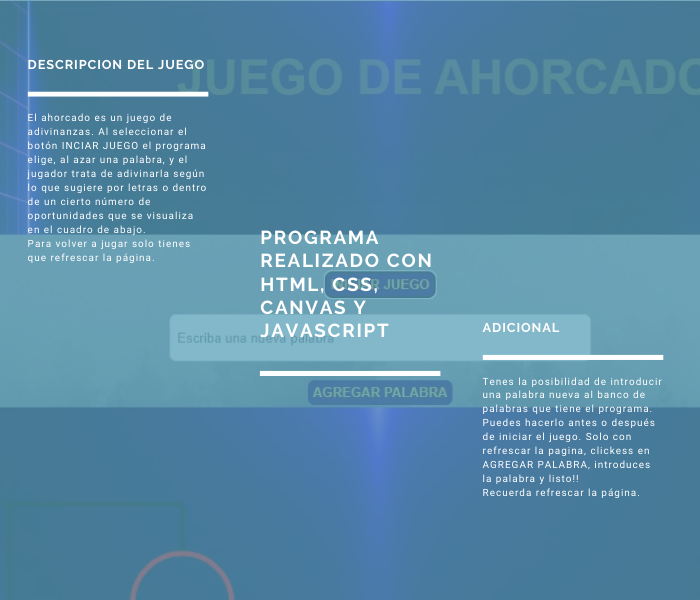 DESCRIPCION DEL JUEGO
JUEGO DE AHORCADO
El ahorcado es un juego de
adivinanzas. Al seleccionar el
botón INCIAR JUEGO el programa
elige, al azar una palabra, y el
jugador trata de adivinarla según
lo que sugiere por letras o dentro
de un cierto número de
oportunidades que se visualiza
en el cuadro de abajo.
Para volver a jugar solo tienes
que refrescar la página.
PROGRAMA
REALIZADO CON
HTML, CSS,
CANVAS Y
JAVASCRIPT
JUEGO
Escriba una nueva palabra
AGREGAR PALABRA
ADICIONAL
Tenes la posibilidad de introducir
una palabra nueva al banco de
palabras que tiene el programa.
Puedes hacerlo antes o después
de iniciar el juego. Solo con
refrescar la pagina, clickess en
AGREGAR PALABRA, introduces
la palabra y listo!!
Recuerda refrescar la página.